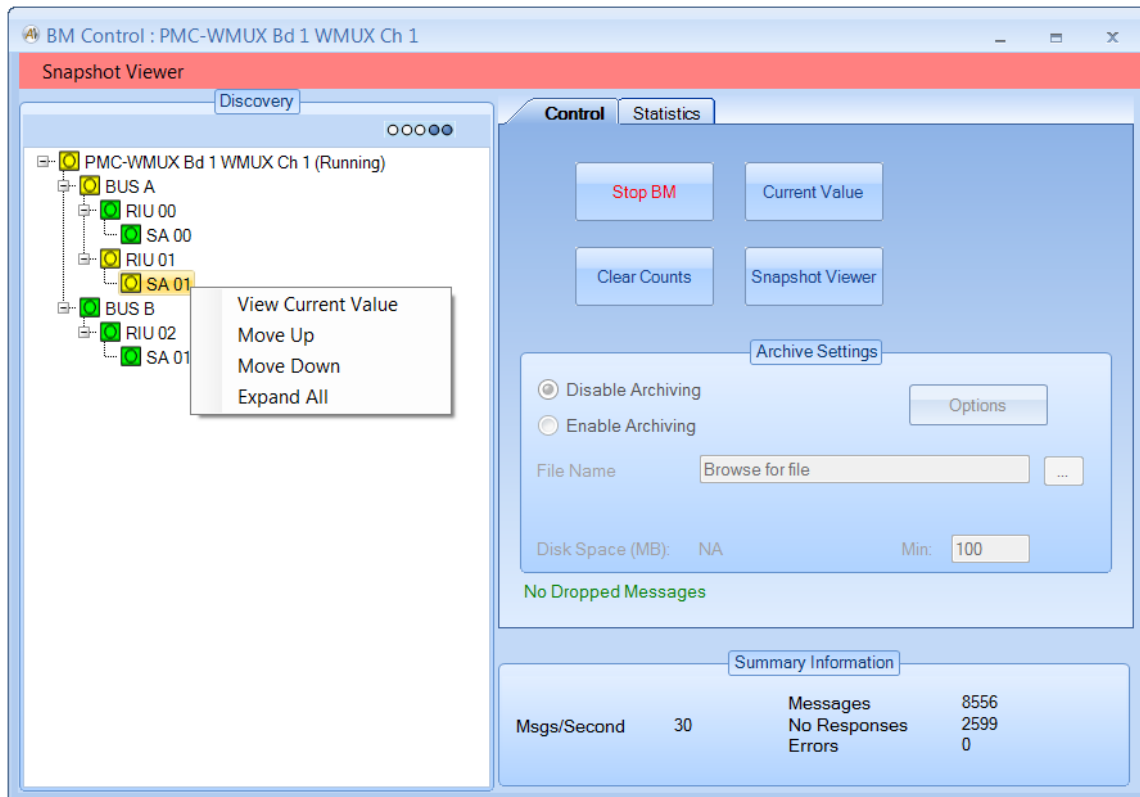 BM Control : PMC-WMUX Bd 1 WMUX Ch 1
Snapshot Viewer
Discovery
PMC-WMUX Bd 1 WMUX Ch 1 (Running)
BUS A
RIU 00
SA 00
RIU 01
SA 01
BUS B
RIU 02
SA 01
View Current Value
Move Up
Move Down
Expand All
Control Statistics
Stop BM Current Value
Clear Counts Snapshot Viewer
Archive Settings
Disable Archiving
Options
Enable Archiving
File Name Browse for file ...
Disk Space (MB): NA Min: 100
No Dropped Messages
Summary Information
Messages 8556
Msgs/Second 30 No Responses 2599
Errors 0